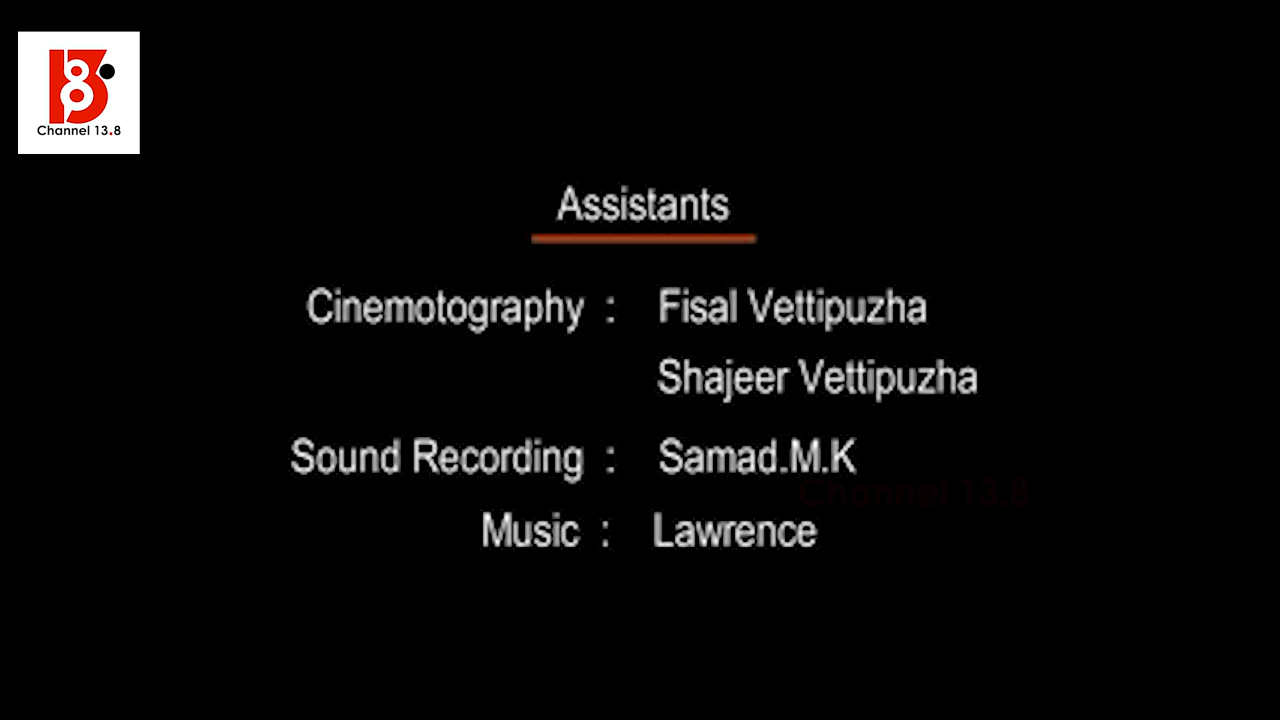 Channel 13.8
Assistants
Cinemotography : Fisal Vettipuzha
Shajeer Vettipuzha
Sound Recording : Samad.M.K
Channel 13.8
Music : Lawrence